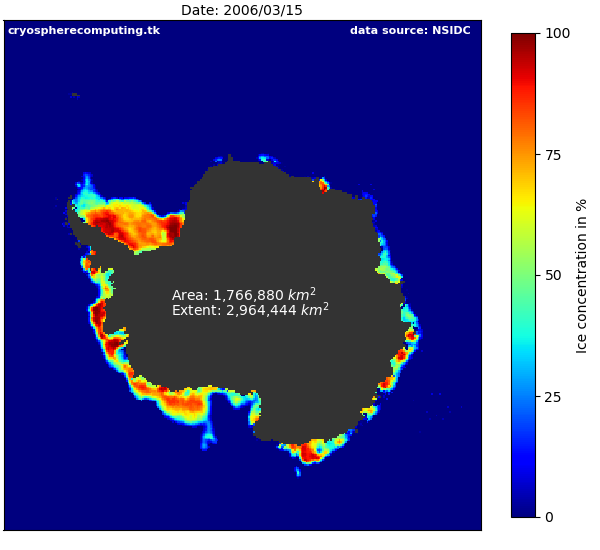 Date: 2006/03/15
cryospherecomputing.tk
data source: NSIDC
Area: 1,766,880 km²
Extent: 2,964,444 km²
100
75
50
25
0
Ice concentration in %